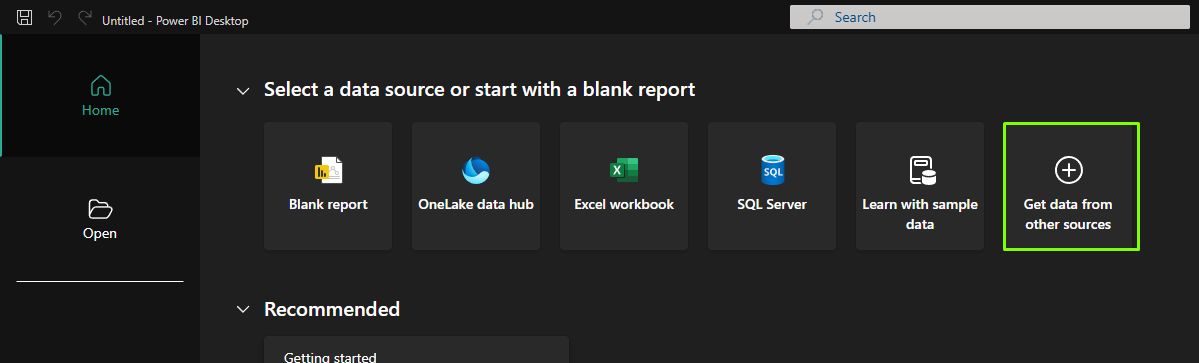 Untitled - Power BI Desktop
Search
Home
Open
Select a data source or start with a blank report
Blank report
OneLake data hub
Excel workbook
X
SQL Server
SQL
Learn with sample
data
Get data from
other sources
Recommended
Getting started